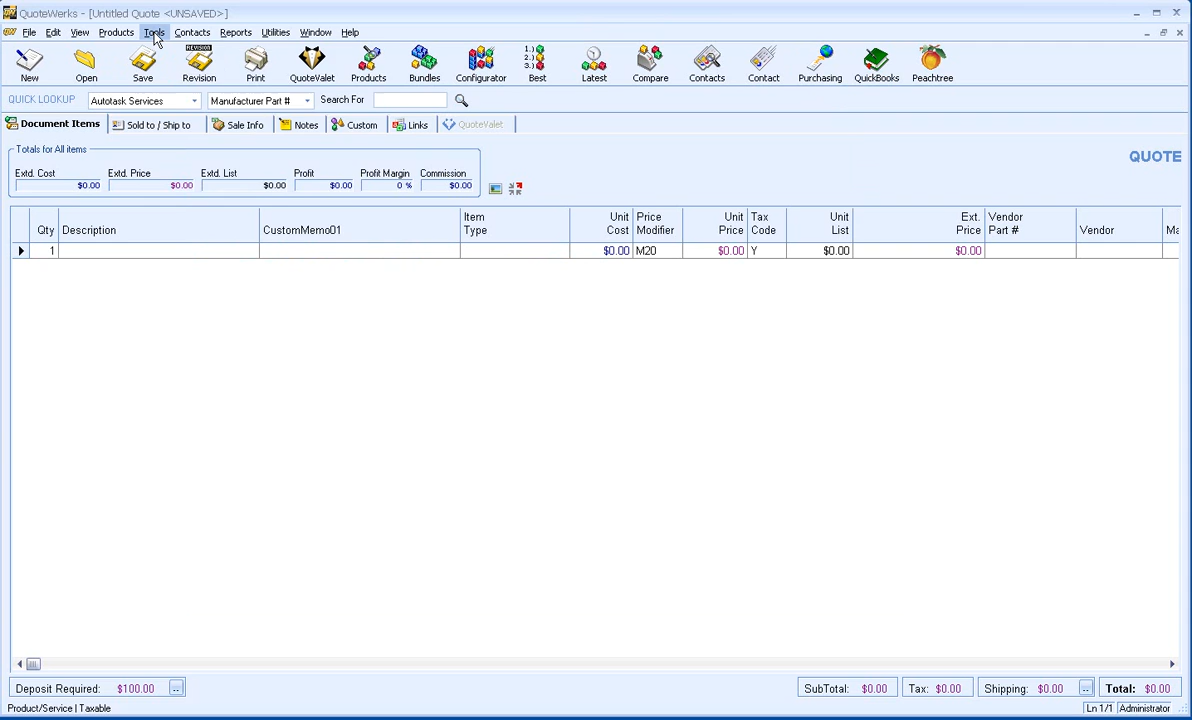 QuoteWerks - [Untitled Quote <UNSAVED>]
File Edit View Products Tools Contacts Reports Utilities Window Help
REVISION
1.)
2.)
3.)
New Open Save Revision Print QuoteValet Products Bundles Configurator Best Latest Compare Contacts Contact Purchasing QuickBooks Peachtree
QUICK LOOKUP Autotask Services Manufacturer Part # Search For
Document Items Sold to / Ship to Sale Info Notes Custom Links QuoteValet
Totals for All items
QUOTE
Extd. Cost Extd. Price Extd. List Profit Profit Margin Commission
$0.00 $0.00 $0.00 $0.00 0 % $0.00
Item Unit Price Unit Tax Unit Ext. Vendor
Qty Description CustomMemo01 Type Cost Modifier Price Code List Price Part # Vendor Ma
1 $0.00 M20 $0.00 Y $0.00 $0.00
Deposit Required: $100.00 .. SubTotal: $0.00 Tax: $0.00 Shipping: $0.00 .. Total: $0.00
Product/Service | Taxable Ln 1/1 Administrator